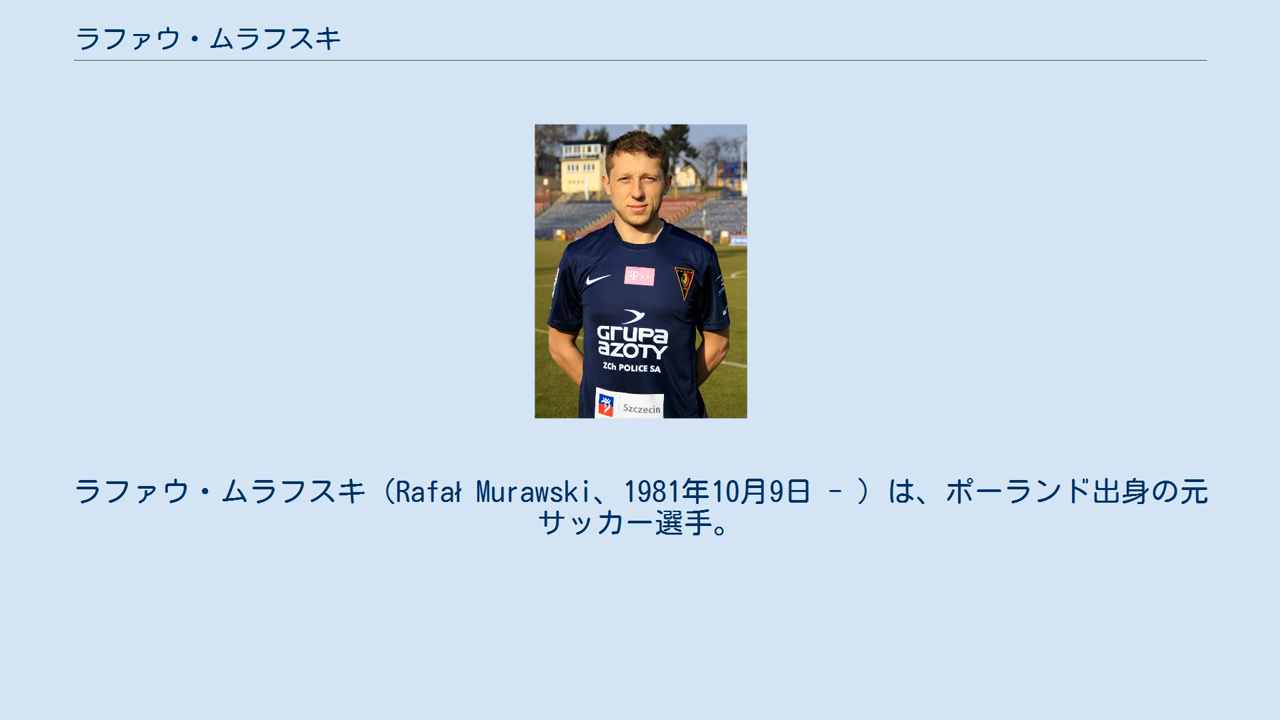 ラファウ・ムラフスキ
T
GRUPA
AZOTY
ZCh POLICE SA
Szczecin
ラファウ・ムラフスキ（Rafał Murawski、1981年10月9日 - ）は、ポーランド出身の元
サッカー選手。